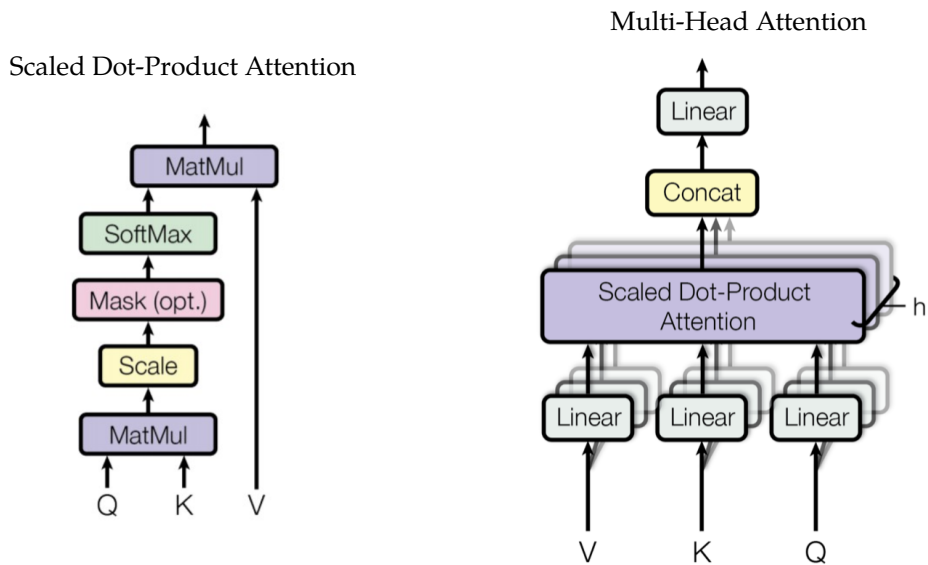 Scaled Dot-Product Attention
MatMul
SoftMax
Mask (opt.)
Scale
MatMul
Q K V
Multi-Head Attention
Linear
Concat
Scaled Dot-Product
Attention
h
Linear Linear Linear
V K Q